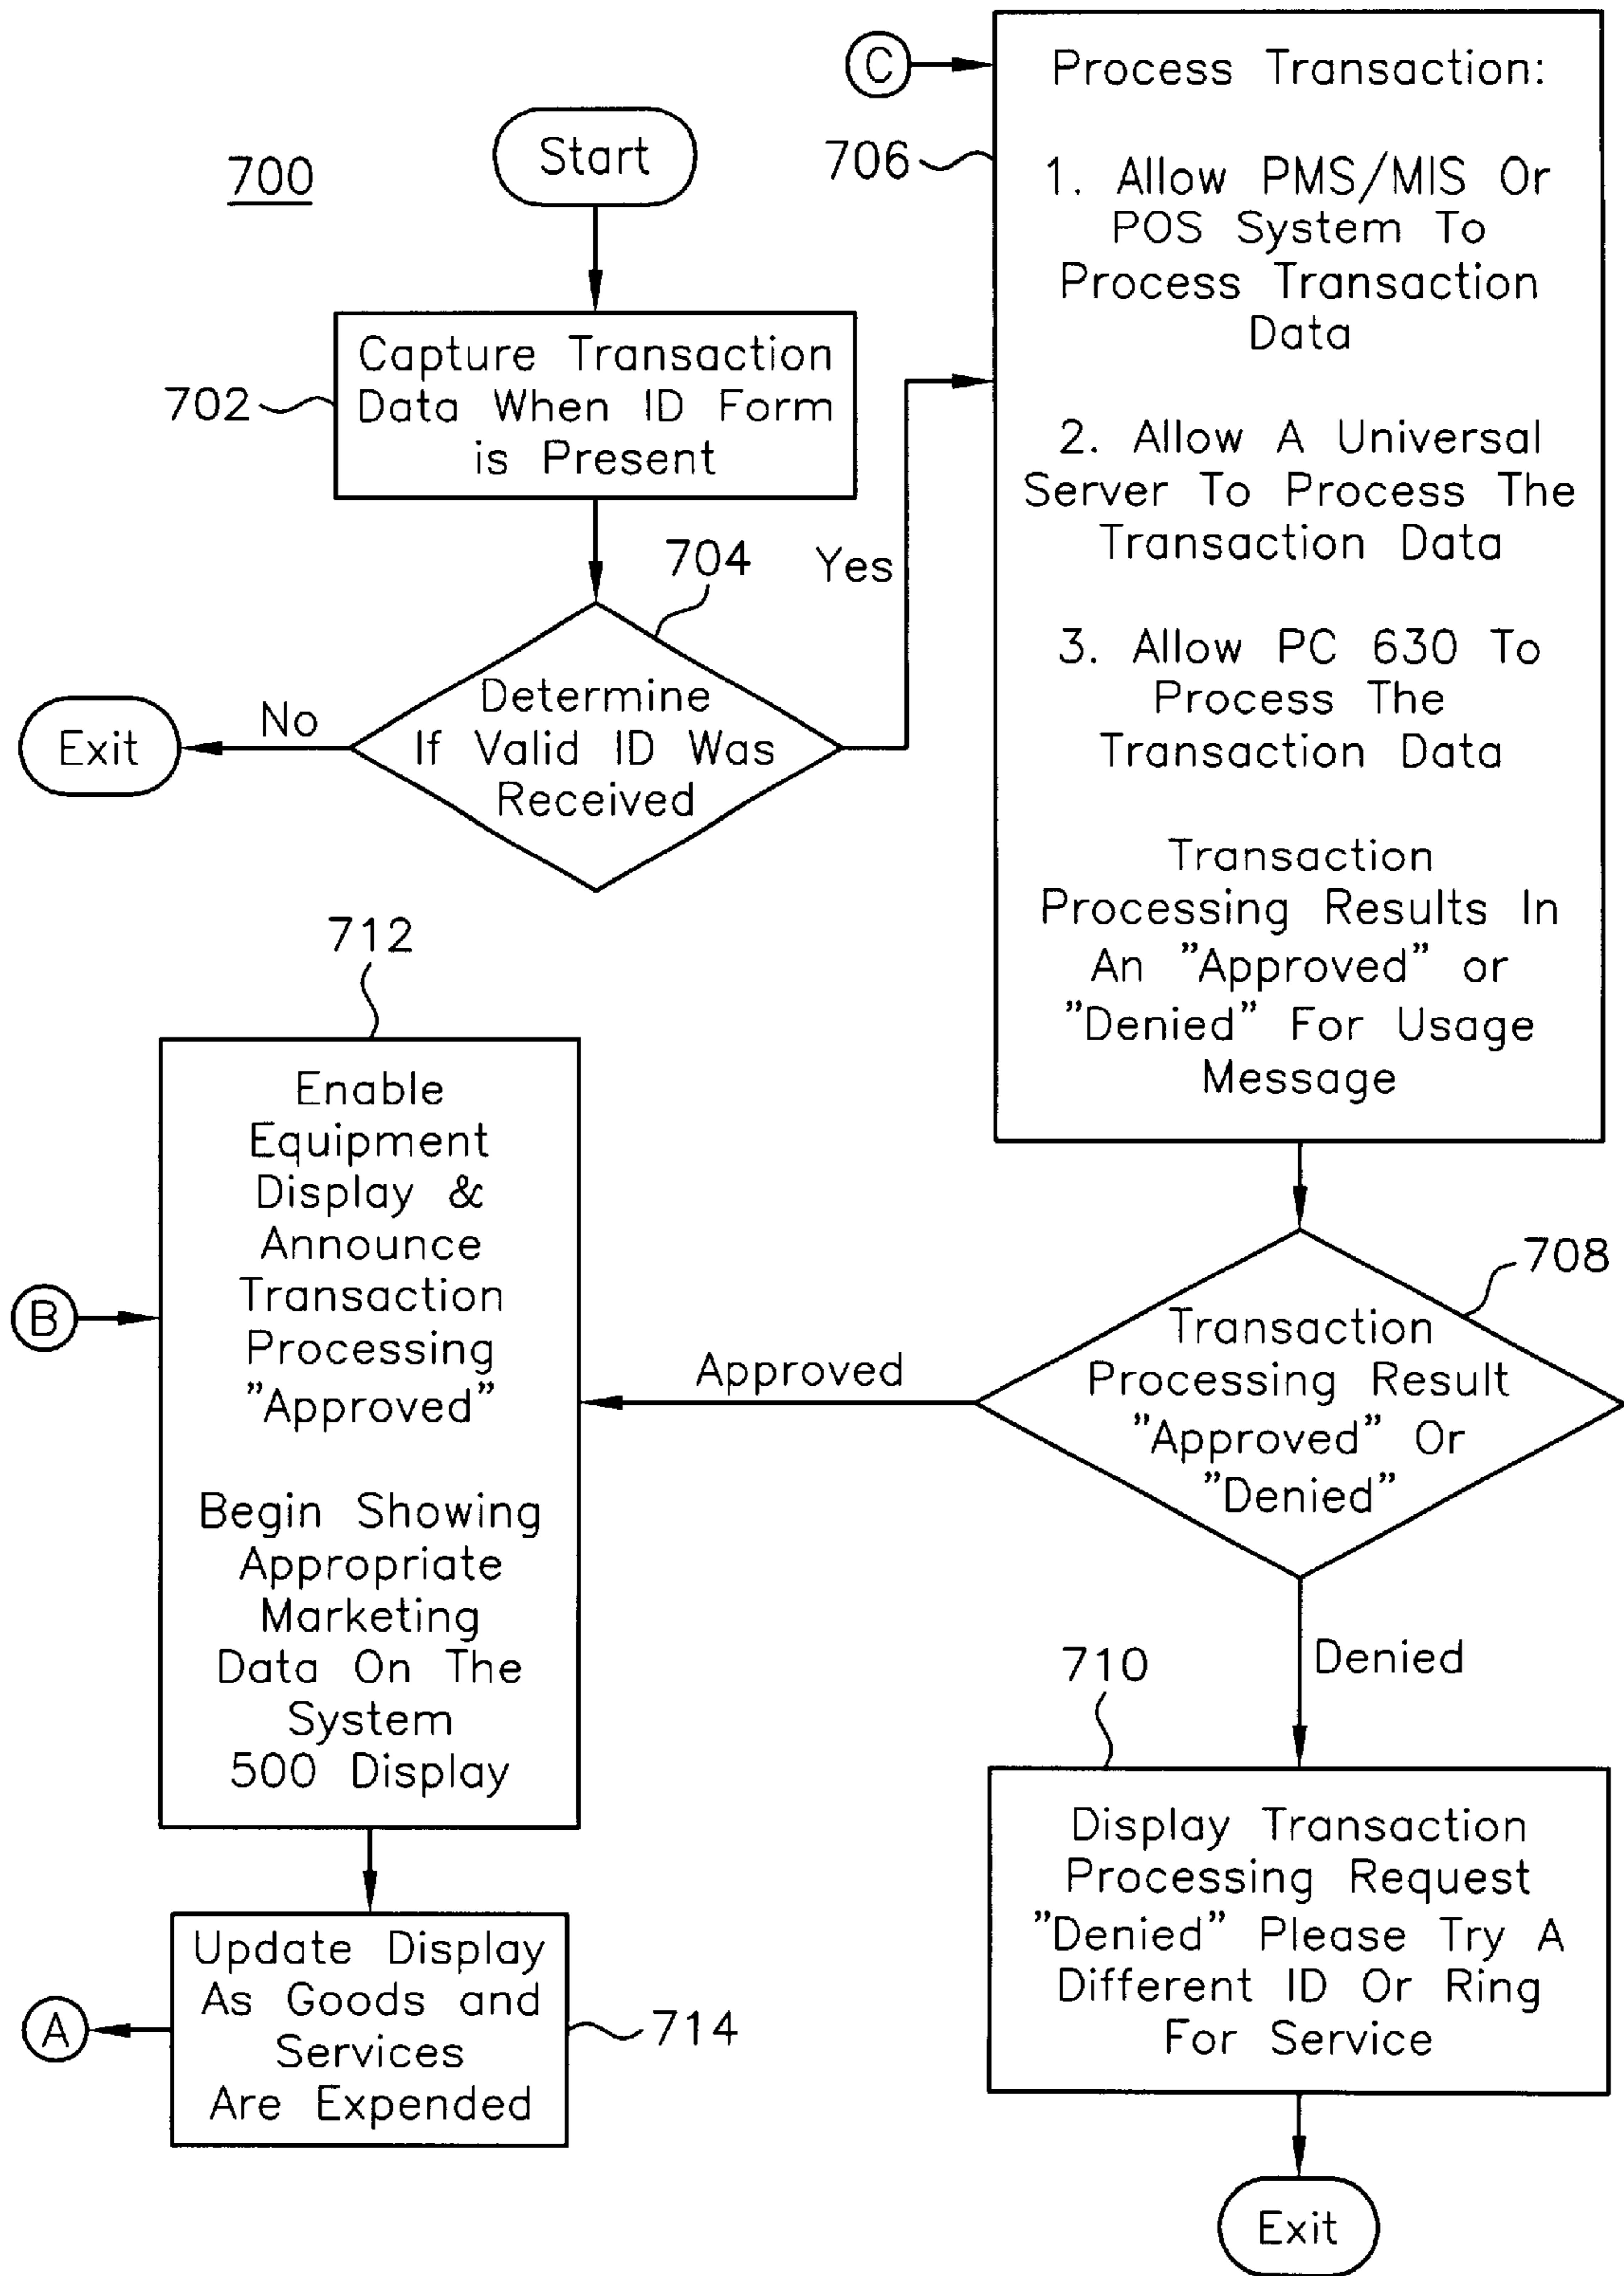 700
Start
702
Capture Transaction
Data When ID Form
is Present
704
Determine
If Valid ID Was
Received
No
Exit
Yes
C
706
Process Transaction:
1. Allow PMS/MIS Or
POS System To
Process Transaction
Data
2. Allow A Universal
Server To Process The
Transaction Data
3. Allow PC 630 To
Process The
Transaction Data
Transaction
Processing Results In
An "Approved" or
"Denied" For Usage
Message
708
Transaction
Processing Result
"Approved" Or
"Denied"
Approved
Denied
710
Display Transaction
Processing Request
"Denied" Please Try A
Different ID Or Ring
For Service
Exit
712
B
Enable
Equipment
Display &
Announce
Transaction
Processing
"Approved"
Begin Showing
Appropriate
Marketing
Data On The
System
500 Display
714
Update Display
As Goods and
Services
Are Expended
A